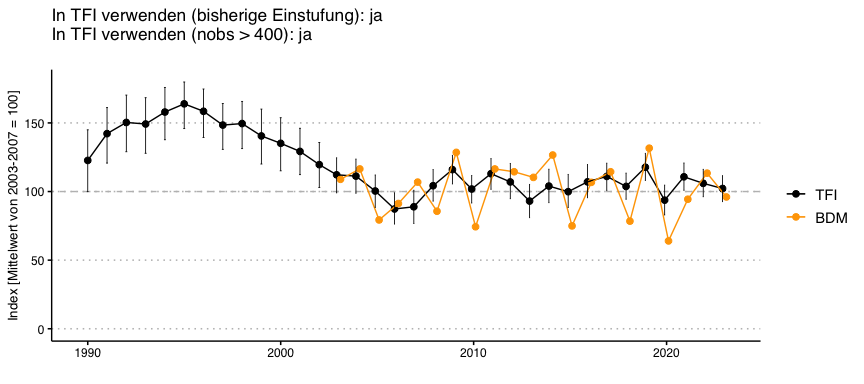 In TFI verwenden (bisherige Einstufung): ja
In TFI verwenden (nobs > 400): ja
Index [Mittelwert von 2003-2007 = 100]
150
100
50
0
1990
2000
2010
2020
TFI
BDM